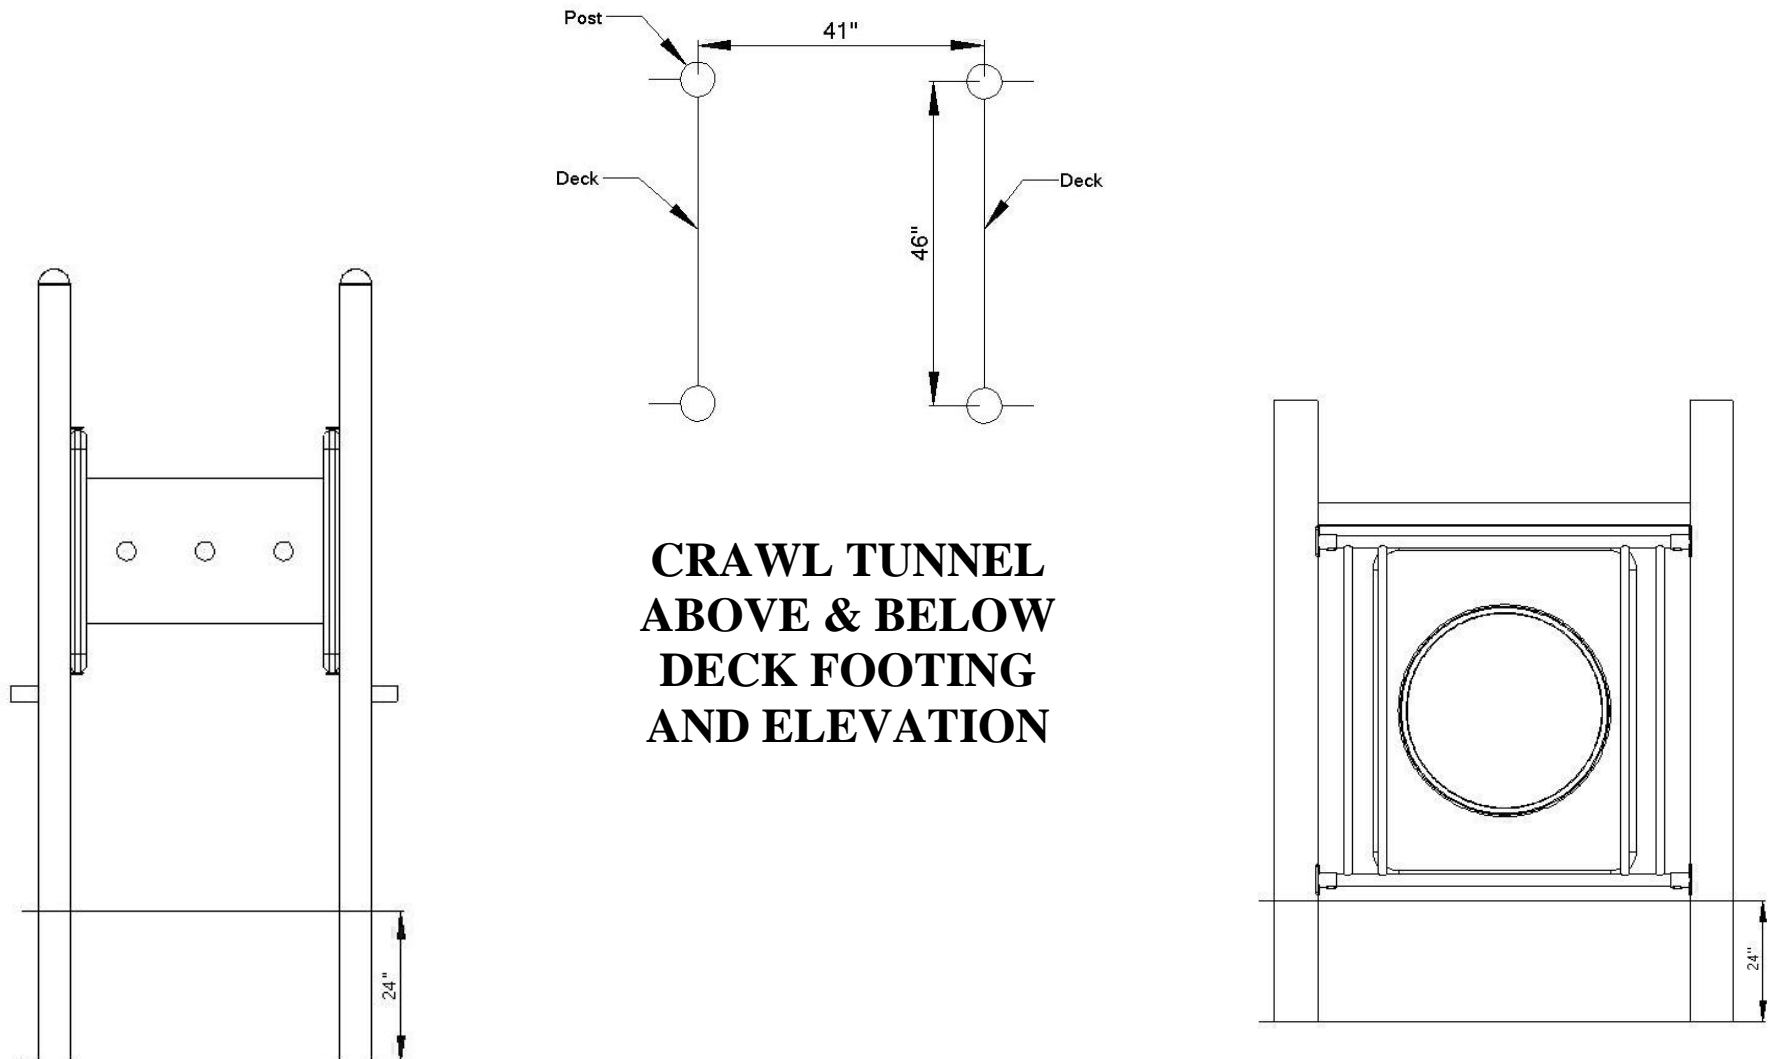 Post
41"
Deck
Deck
46"
CRAWL TUNNEL
ABOVE & BELOW
DECK FOOTING
AND ELEVATION
24"
24"